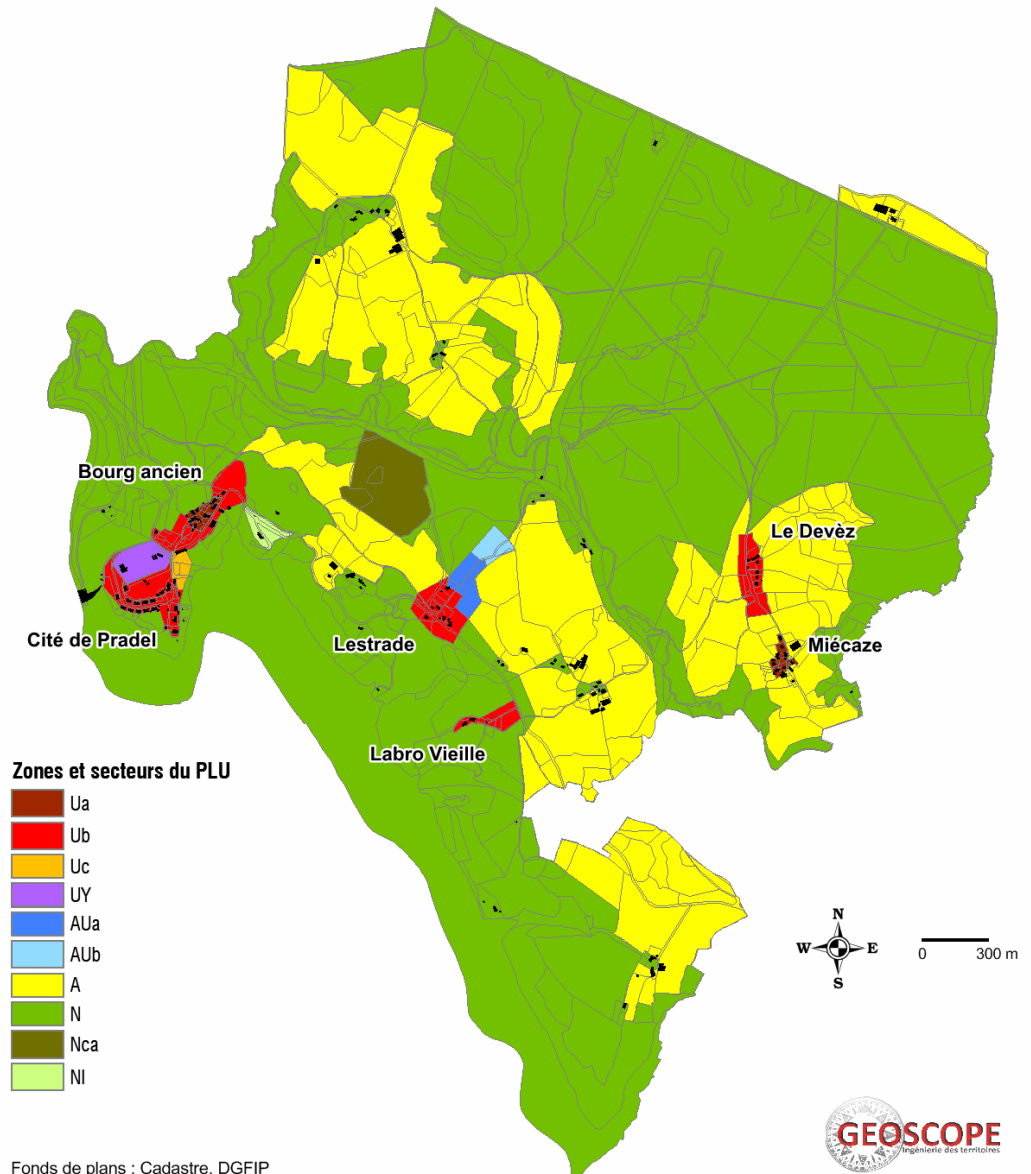 Bourg ancien
Le Devèz
Cité de Pradel
Lestrade
Miécaze
Labro Vieille
Zones et secteurs du PLU
Ua
Ub
Uc
UY
AUa
AUb
A
N
Nca
Nl
N
W E
S
0 300 m
GEOSCOPE
Ingénierie des territoires
Fonds de plans : Cadastre, DGFIP